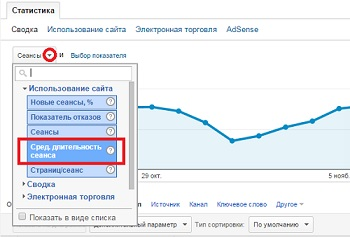 Статистика
Сводка Использование сайта Электронная торговля AdSense
Сеансы и Выбор показателя
Использование сайта
Новые сеансы, %
Показатель отказов
Сеансы
Сред. длительность
сеанса
Страниц/сеанс
Сводка
Электронная торговля
Показать в виде списка
29 окт. 5 нояб.
Источник Канал Ключевое слово Другое
параметр Тип сортировки: По умолчанию